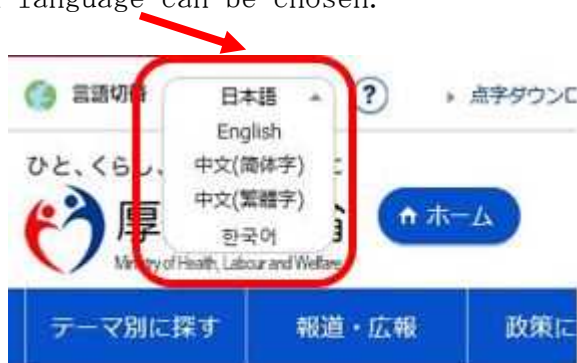 language can be chosen.
言語切替 日本語 ? 点字ダウンロ
English
ひと、くらし、 中文(简体字) に
中文(繁體字)
厚 省 ホーム
한국어
Ministry of Health, Labour and Welfare
テーマ別に探す 報道・広報 政策に